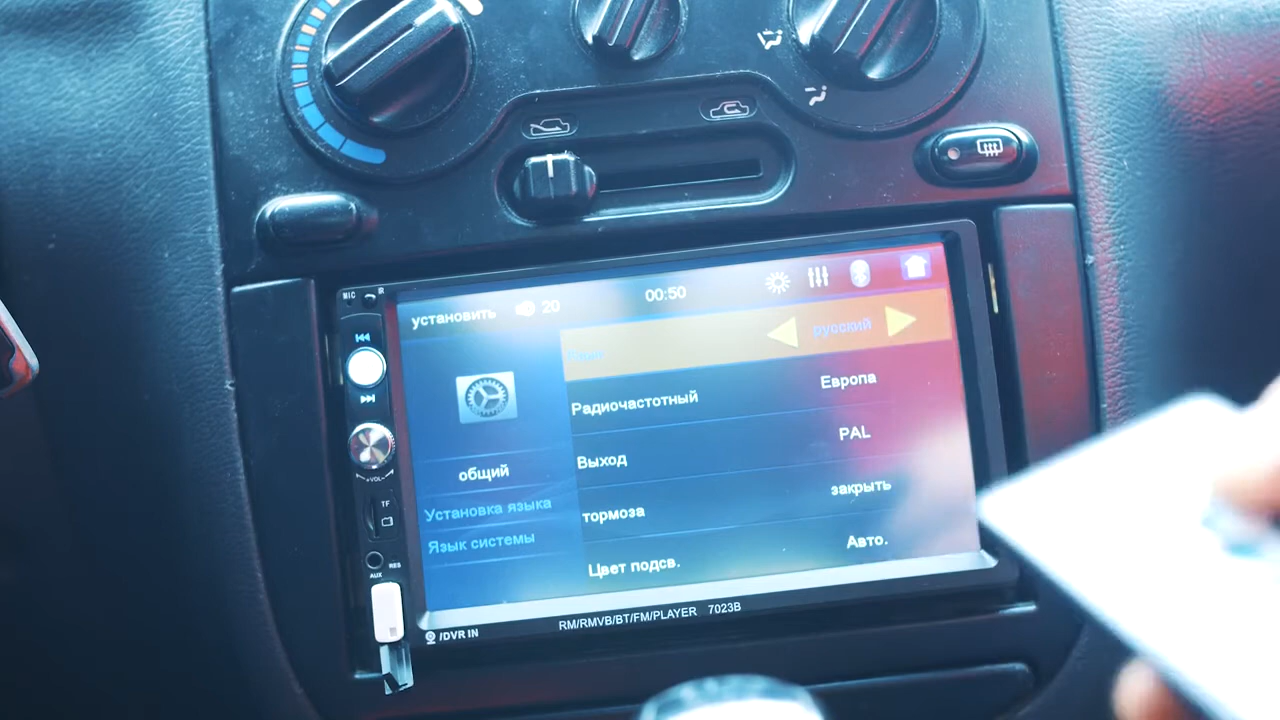 MIC
установить 20 00:50
русский
Радиочастотный Европа
Выход PAL
общий
Установка языка
тормоза закрыть
Язык системы
Цвет подсв. Авто.
VOL
TF
AUX
RES
/DVR IN
RM/RMVB/BT/FM/PLAYER 7023B